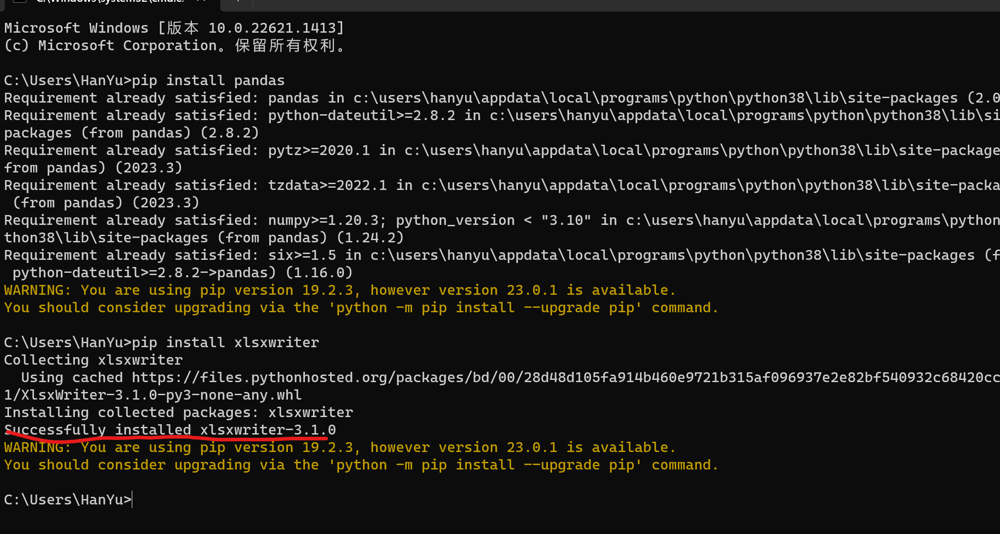 Microsoft Windows [版本 10.0.22621.1413]
(c) Microsoft Corporation。保留所有权利。
C:\Users\HanYu>pip install pandas
Requirement already satisfied: pandas in c:\users\hanyu\appdata\local\programs\python\python38\lib\site-packages (2.0
Requirement already satisfied: python-dateutil>=2.8.2 in c:\users\hanyu\appdata\local\programs\python\python38\lib\si
packages (from pandas) (2.8.2)
Requirement already satisfied: pytz>=2020.1 in c:\users\hanyu\appdata\local\programs\python\python38\lib\site-package
from pandas) (2023.3)
Requirement already satisfied: tzdata>=2022.1 in c:\users\hanyu\appdata\local\programs\python\python38\lib\site-packa
(from pandas) (2023.3)
Requirement already satisfied: numpy>=1.20.3; python_version < "3.10" in c:\users\hanyu\appdata\local\programs\python
thon38\lib\site-packages (from pandas) (1.24.2)
Requirement already satisfied: six>=1.5 in c:\users\hanyu\appdata\local\programs\python\python38\lib\site-packages (f
python-dateutil>=2.8.2->pandas) (1.16.0)
WARNING: You are using pip version 19.2.3, however version 23.0.1 is available.
You should consider upgrading via the 'python -m pip install --upgrade pip' command.
C:\Users\HanYu>pip install xlsxwriter
Collecting xlsxwriter
Using cached https://files.pythonhosted.org/packages/bd/00/28d48d105fa914b460e9721b315af096937e2e82bf540932c68420cc
1/XlsxWriter-3.1.0-py3-none-any.whl
Installing collected packages: xlsxwriter
Successfully installed xlsxwriter-3.1.0
WARNING: You are using pip version 19.2.3, however version 23.0.1 is available.
You should consider upgrading via the 'python -m pip install --upgrade pip' command.
C:\Users\HanYu>